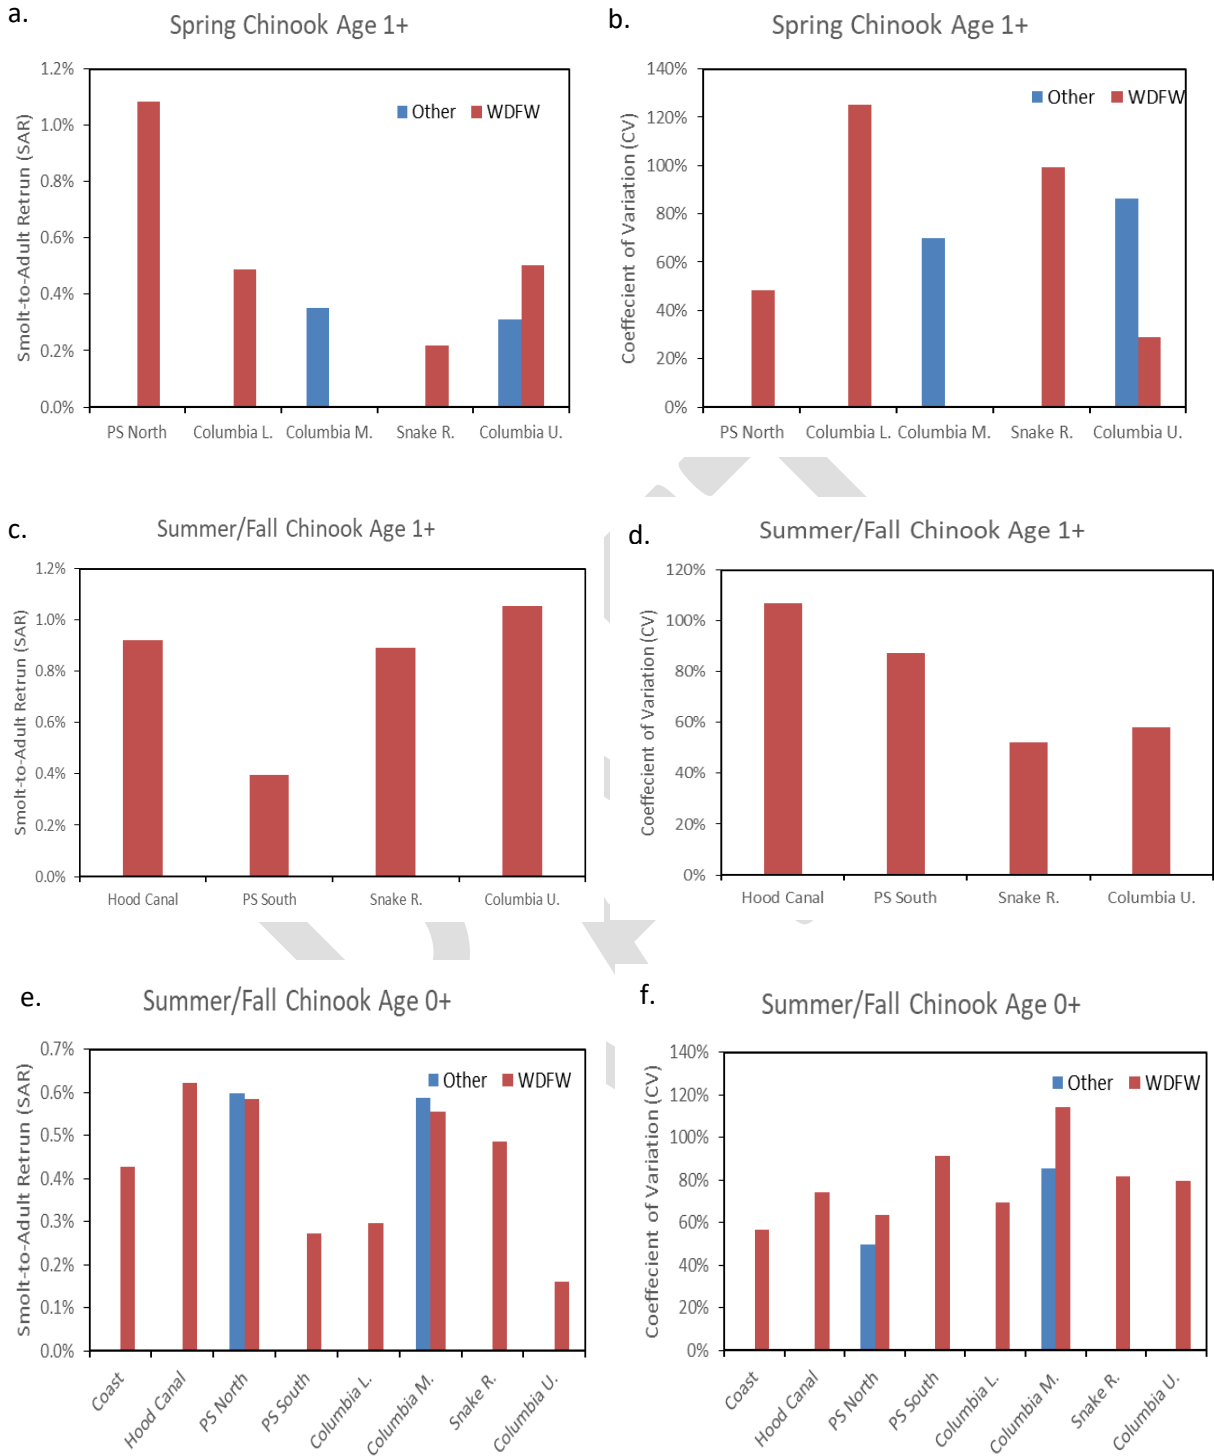 a.
Spring Chinook Age 1+
Smolt-to-Adult Retrun (SAR)
1.2%
1.0%
0.8%
0.6%
0.4%
0.2%
0.0%
Other WDFW
PS North Columbia L. Columbia M. Snake R. Columbia U.
b.
Spring Chinook Age 1+
Coeffecient of Variation (CV)
140%
120%
100%
80%
60%
40%
20%
0%
Other WDFW
PS North Columbia L. Columbia M. Snake R. Columbia U.
c.
Summer/Fall Chinook Age 1+
Smolt-to-Adult Retrun (SAR)
1.2%
1.0%
0.8%
0.6%
0.4%
0.2%
0.0%
Hood Canal PS South Snake R. Columbia U.
d.
Summer/Fall Chinook Age 1+
Coeffecient of Variation (CV)
120%
100%
80%
60%
40%
20%
0%
Hood Canal PS South Snake R. Columbia U.
e.
Summer/Fall Chinook Age 0+
Smolt-to-Adult Retrun (SAR)
0.7%
0.6%
0.5%
0.4%
0.3%
0.2%
0.1%
0.0%
Other WDFW
Coast
Hood Canal
PS North
PS South
Columbia L.
Columbia M.
Snake R.
Columbia U.
f.
Summer/Fall Chinook Age 0+
Coeffecient of Variation (CV)
140%
120%
100%
80%
60%
40%
20%
0%
Other WDFW
Coast
Hood Canal
PS North
PS South
Columbia L.
Columbia M.
Snake R.
Columbia U.